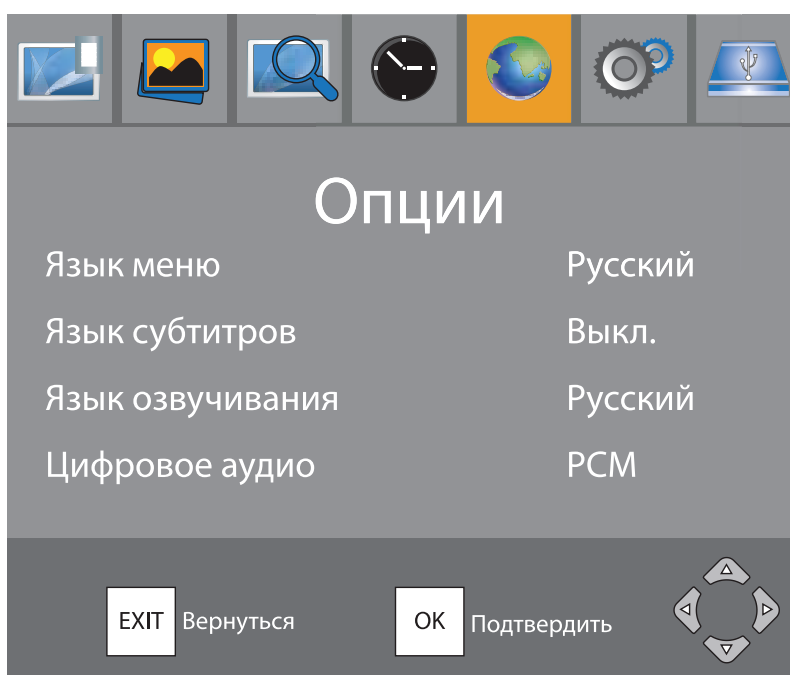 Опции
Язык меню Русский
Язык субтитров Выкл.
Язык озвучивания Русский
Цифровое аудио PCM
EXIT Вернуться OK Подтвердить